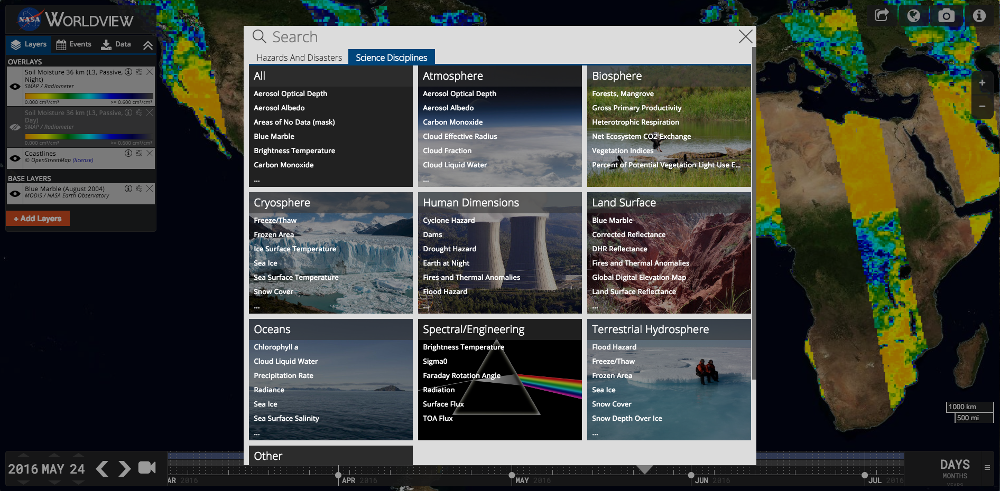 NASA WORLDVIEW
Layers Events Data
OVERLAYS
Soil Moisture 36 km (L3, Passive,
Night)
SMAP / Radiometer
0.000 cm³/cm³ >= 0.600 cm³/cm³
Soil Moisture 36 km (L3, Passive,
Day)
SMAP / Radiometer
0.000 cm³/cm³ >= 0.600 cm³/cm³
Coastlines
© OpenStreetMap (license)
BASE LAYERS
Blue Marble (August 2004)
MODIS / NASA Earth Observatory
+ Add Layers
Search
Hazards And Disasters Science Disciplines
All
Aerosol Optical Depth
Aerosol Albedo
Areas of No Data (mask)
Blue Marble
Brightness Temperature
Carbon Monoxide
...
Atmosphere
Aerosol Optical Depth
Aerosol Albedo
Carbon Monoxide
Cloud Effective Radius
Cloud Fraction
Cloud Liquid Water
...
Biosphere
Forests, Mangrove
Gross Primary Productivity
Heterotrophic Respiration
Net Ecosystem CO2 Exchange
Vegetation Indices
Percent of Potential Vegetation Light Use E...
Cryosphere
Freeze/Thaw
Frozen Area
Ice Surface Temperature
Sea Ice
Sea Surface Temperature
Snow Cover
...
Human Dimensions
Cyclone Hazard
Dams
Drought Hazard
Earth at Night
Fires and Thermal Anomalies
Flood Hazard
...
Land Surface
Blue Marble
Corrected Reflectance
DHR Reflectance
Fires and Thermal Anomalies
Global Digital Elevation Map
Land Surface Reflectance
...
Oceans
Chlorophyll a
Cloud Liquid Water
Precipitation Rate
Radiance
Sea Ice
Sea Surface Salinity
...
Spectral/Engineering
Brightness Temperature
Sigma0
Faraday Rotation Angle
Radiation
Surface Flux
TOA Flux
Terrestrial Hydrosphere
Flood Hazard
Freeze/Thaw
Frozen Area
Sea Ice
Snow Cover
Snow Depth Over Ice
...
Other
1000 km
500 mi
2016 MAY 24
AR 2016 APR 2016 MAY 2016 JUN 2016 JUL 2016
DAYS
MONTHS
YEARS